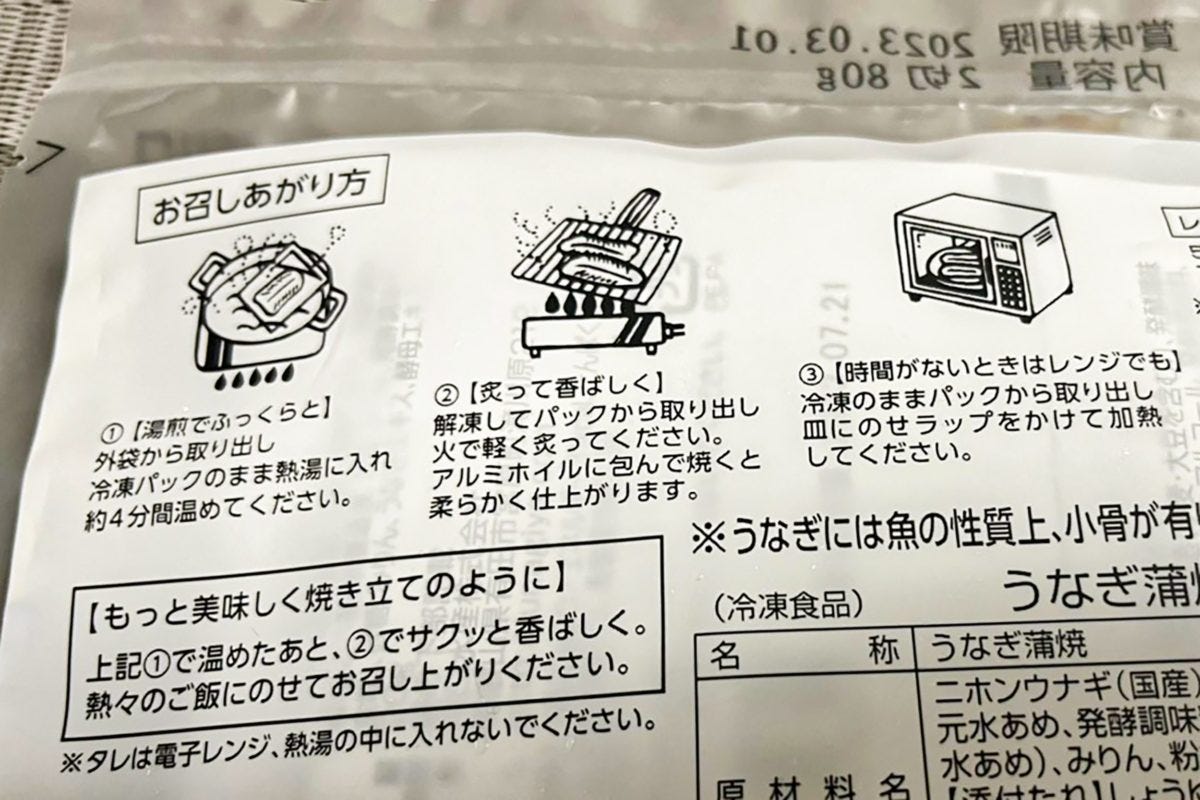 賞味期限 2023.03.01
内容量 2切 80g
お召しあがり方
①【湯煎でふっくらと】
外袋から取り出し
冷凍パックのまま熱湯に入れ
約4分間温めてください。
②【炙って香ばしく】
解凍してパックから取り出し
火で軽く炙ってください。
アルミホイルに包んで焼くと
柔らかく仕上がります。
③【時間がないときはレンジでも】
冷凍のままパックから取り出し
皿にのせラップをかけて加熱
してください。
07.21
【もっと美味しく焼き立てのように】
上記①で温めたあと、②でサクッと香ばしく。
熱々のご飯にのせてお召し上がりください。
※タレは電子レンジ、熱湯の中に入れないでください。
※うなぎには魚の性質上、小骨が有
(冷凍食品)
うなぎ蒲焼
名称 うなぎ蒲焼
原材料名 ニホンウナギ(国産)
元水あめ、発酵調味
水あめ)、みりん、粉
【添付たれ】しょうゆ